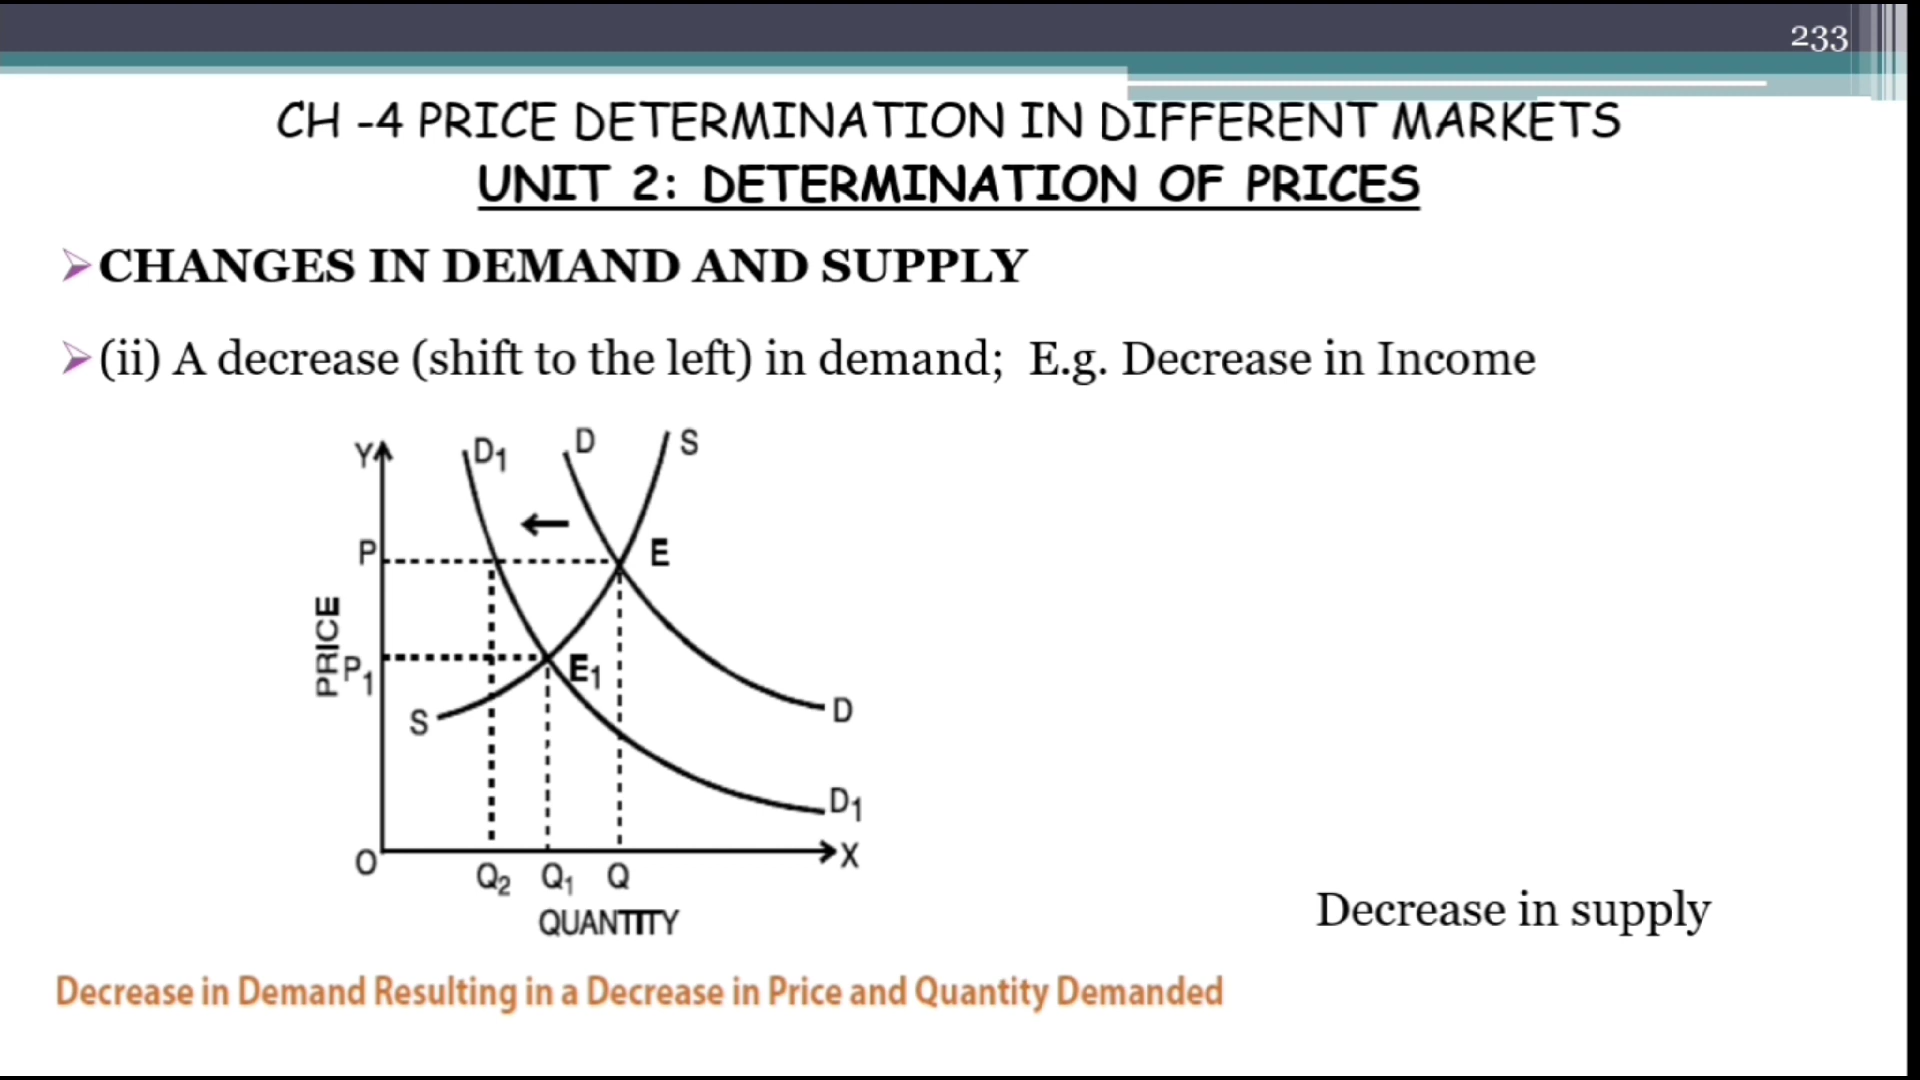 233
CH -4 PRICE DETERMINATION IN DIFFERENT MARKETS
UNIT 2: DETERMINATION OF PRICES
CHANGES IN DEMAND AND SUPPLY
(ii) A decrease (shift to the left) in demand; E.g. Decrease in Income
Y D1 D S
P E
PRICE
P1 E1
S D
D1
O X
Q2 Q1 Q
QUANTITY
Decrease in supply
Decrease in Demand Resulting in a Decrease in Price and Quantity Demanded